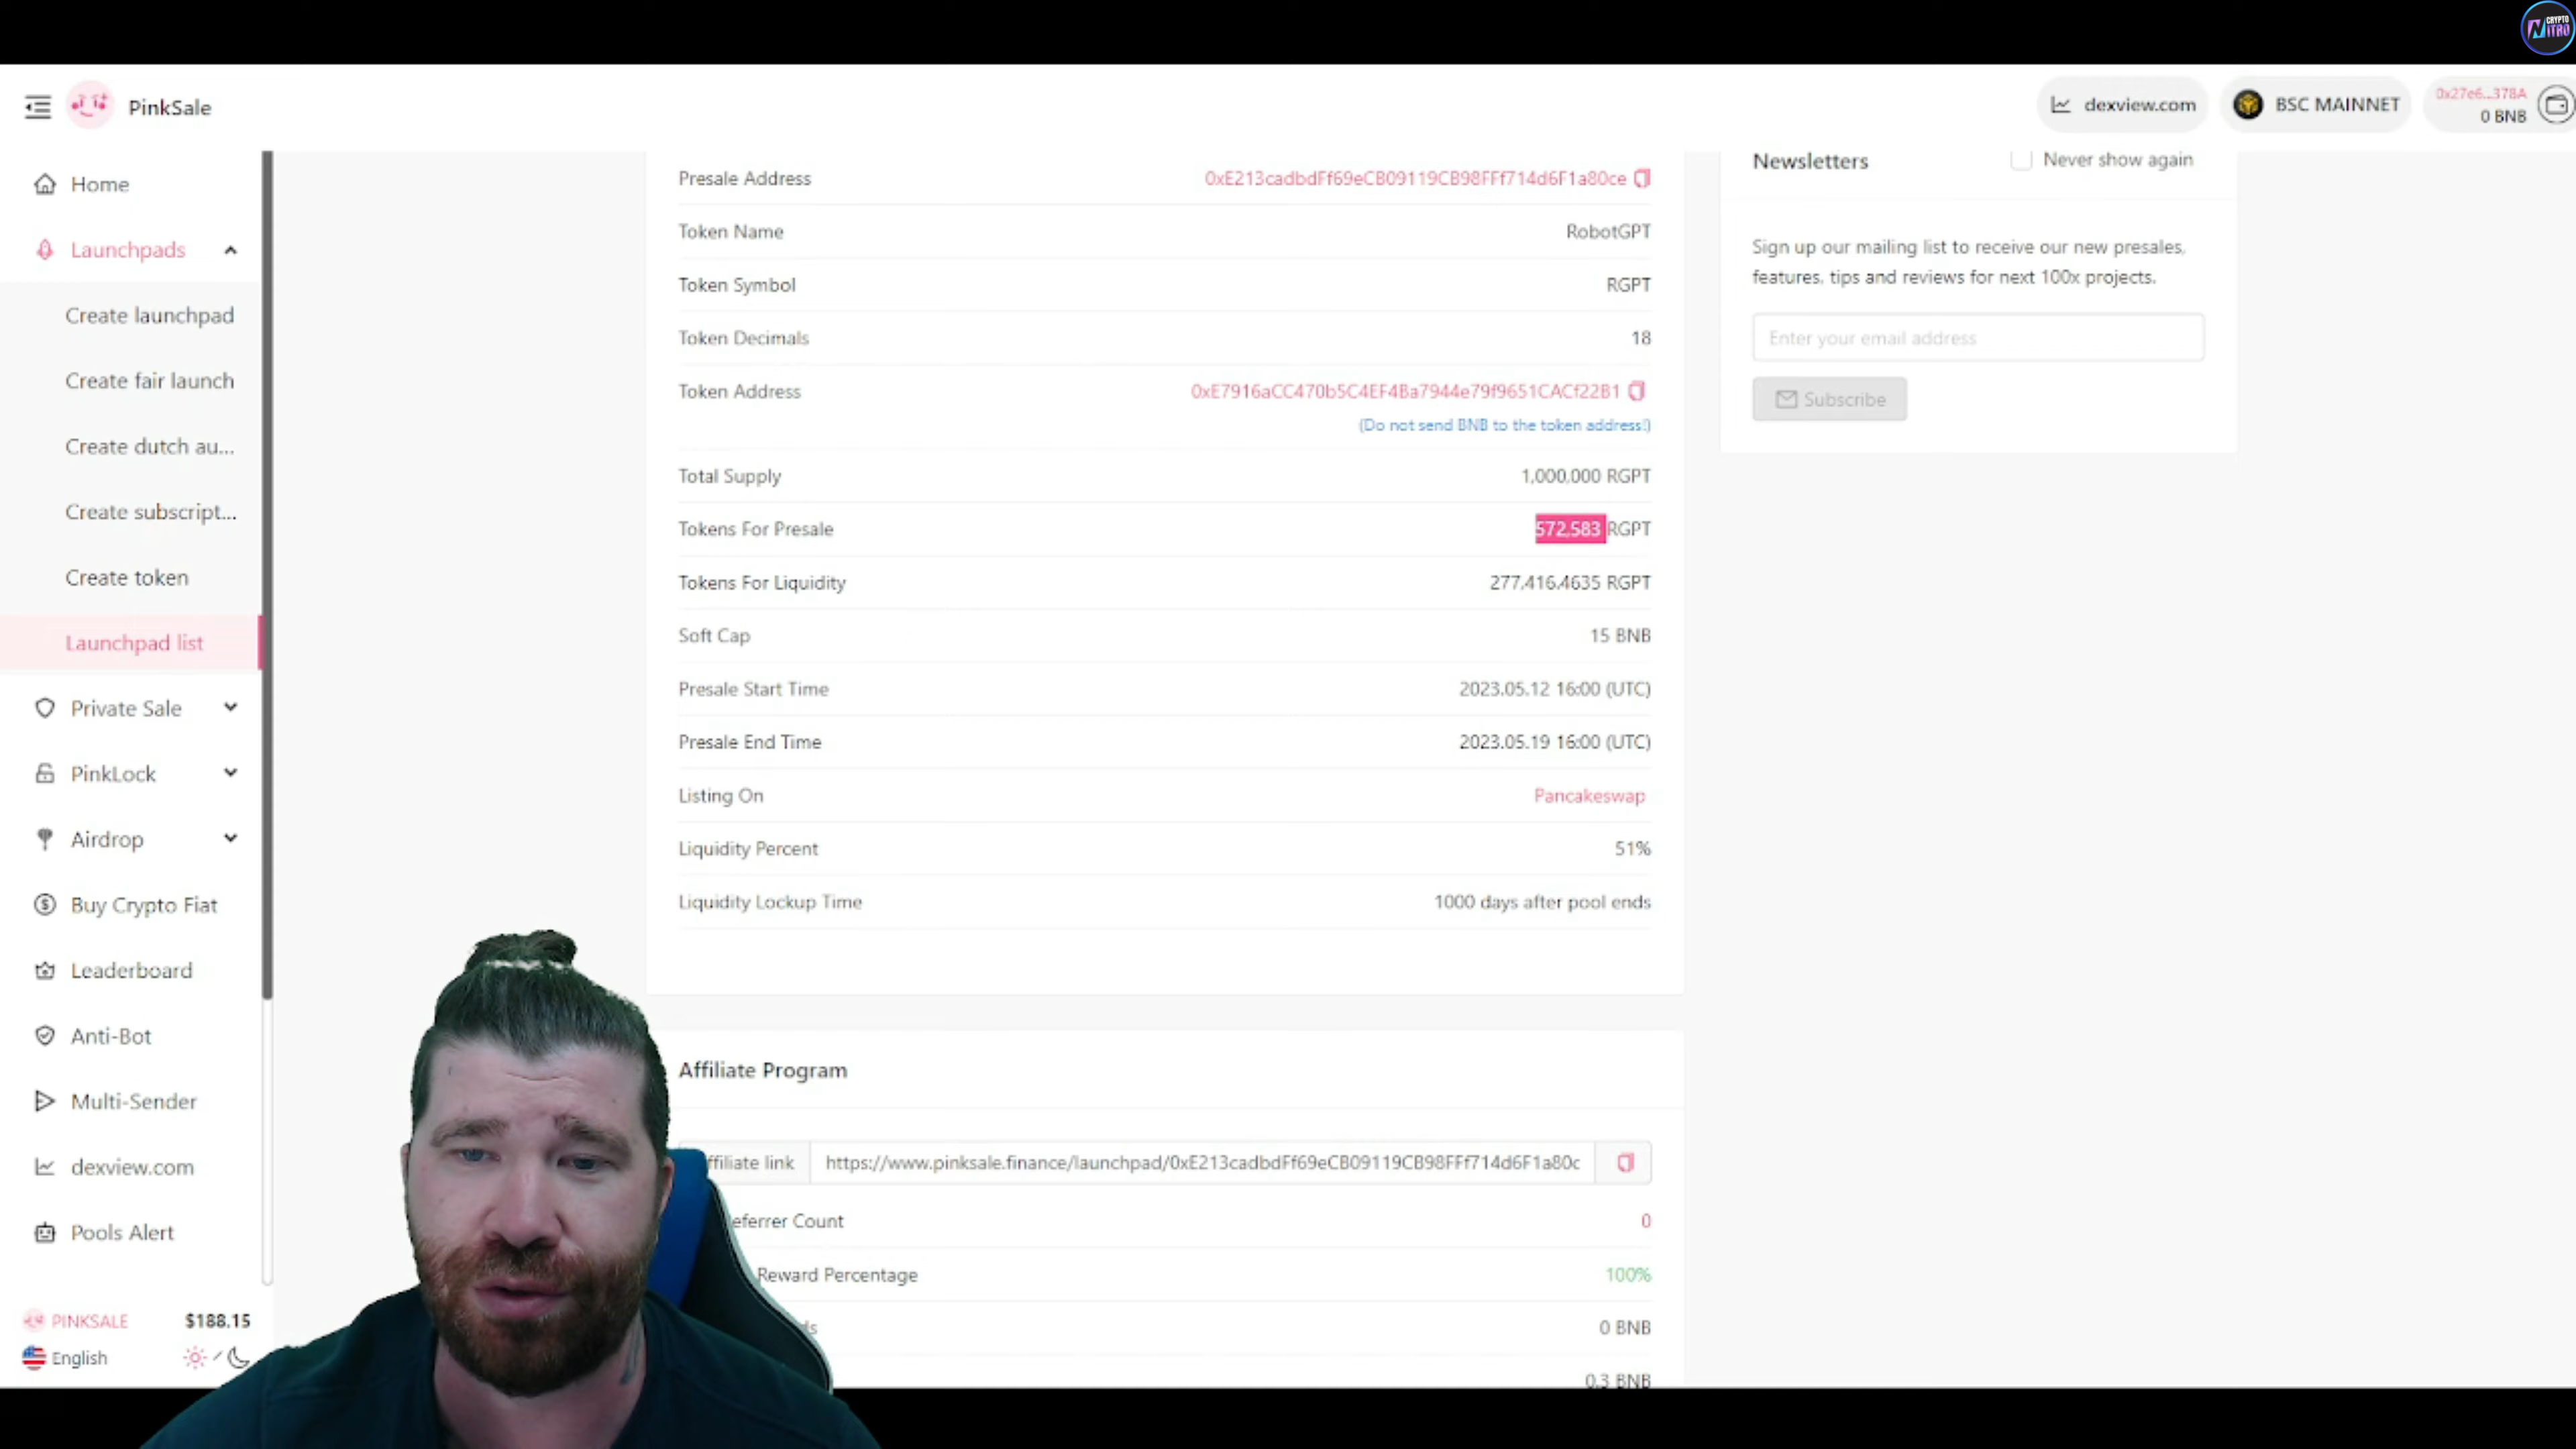 CRYPTO
NITRO
PinkSale
dexview.com
BSC MAINNET
0x27e6...378A
0 BNB
Home
Launchpads
Create launchpad
Create fair launch
Create dutch au...
Create subscript...
Create token
Launchpad list
Private Sale
PinkLock
Airdrop
Buy Crypto Fiat
Leaderboard
Anti-Bot
Multi-Sender
dexview.com
Pools Alert
PINKSALE $188.15
English
Presale Address 0xE213cadbdFf69eCB09119CB98FFf714d6F1a80ce
Token Name RobotGPT
Token Symbol RGPT
Token Decimals 18
Token Address 0xE7916aCC470b5C4EF4Ba7944e79f9651CACf22B1
(Do not send BNB to the token address!)
Total Supply 1,000,000 RGPT
Tokens For Presale 572,583 RGPT
Tokens For Liquidity 277,416.4635 RGPT
Soft Cap 15 BNB
Presale Start Time 2023.05.12 16:00 (UTC)
Presale End Time 2023.05.19 16:00 (UTC)
Listing On Pancakeswap
Liquidity Percent 51%
Liquidity Lockup Time 1000 days after pool ends
Affiliate Program
ffiliate link https://www.pinksale.finance/launchpad/0xE213cadbdFf69eCB09119CB98FFf714d6F1a80c
eferrer Count 0
Reward Percentage 100%
ds 0 BNB
0.3 BNB
Newsletters
Never show again
Sign up our mailing list to receive our new presales,
features, tips and reviews for next 100x projects.
Enter your email address
Subscribe